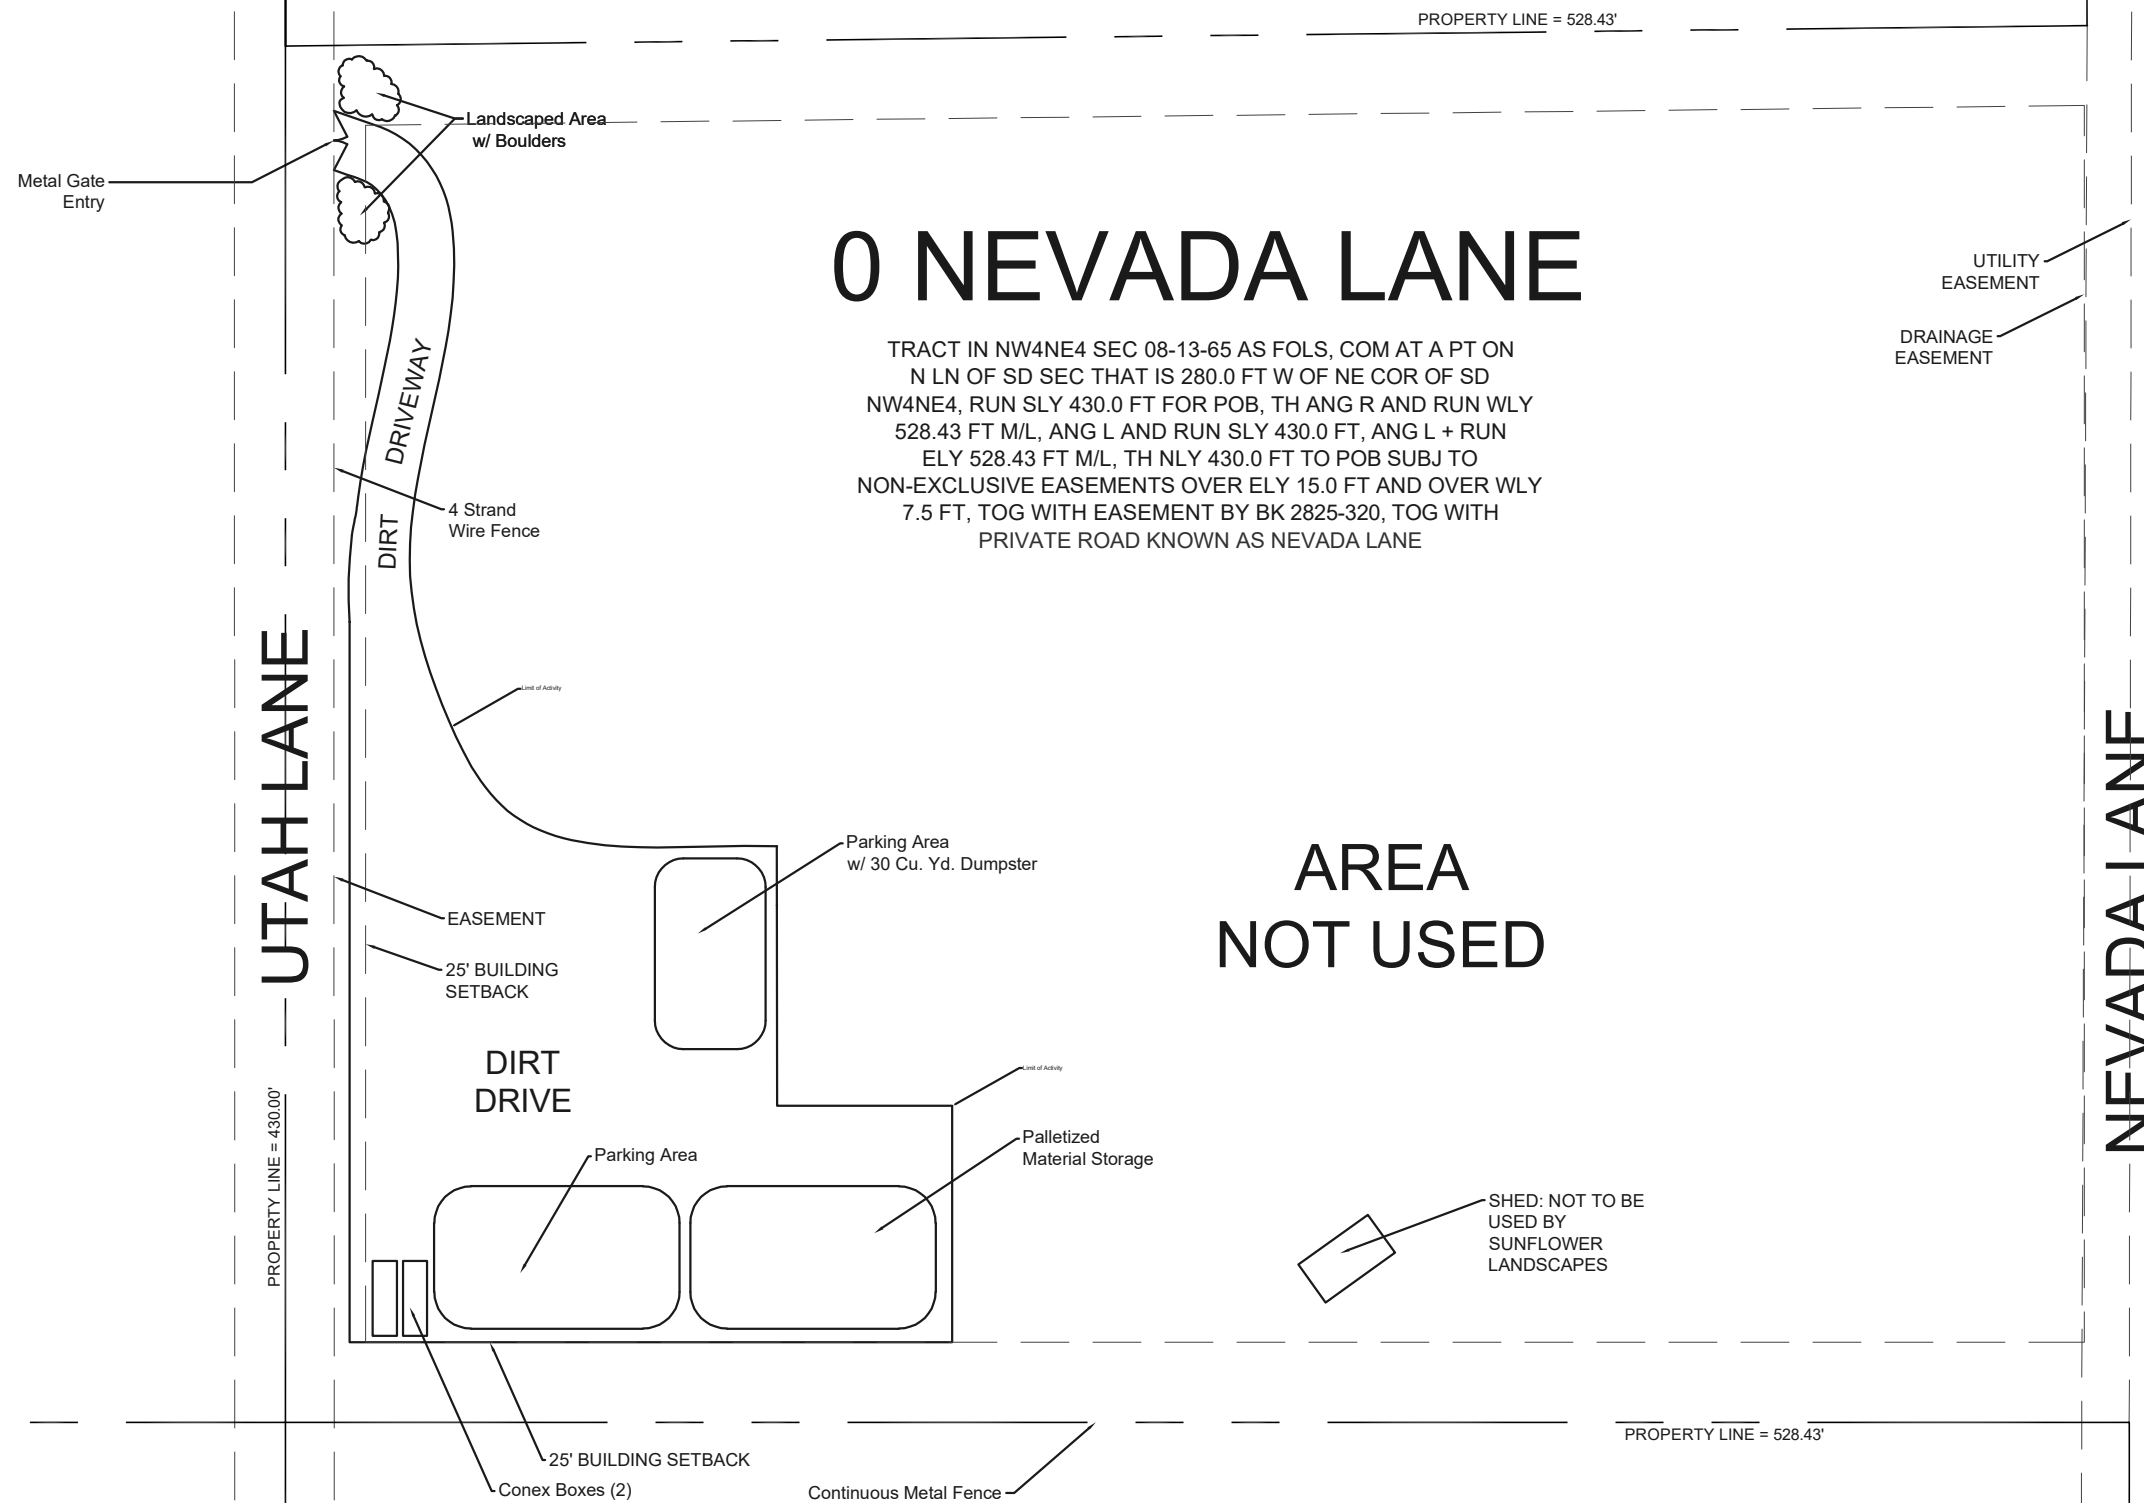 PROPERTY LINE = 528.43'
Landscaped Area
w/ Boulders
Metal Gate
Entry
0 NEVADA LANE
UTILITY
EASEMENT
DRAINAGE
EASEMENT
TRACT IN NW4NE4 SEC 08-13-65 AS FOLS, COM AT A PT ON
N LN OF SD SEC THAT IS 280.0 FT W OF NE COR OF SD
NW4NE4, RUN SLY 430.0 FT FOR POB, TH ANG R AND RUN WLY
528.43 FT M/L, ANG L AND RUN SLY 430.0 FT, ANG L + RUN
ELY 528.43 FT M/L, TH NLY 430.0 FT TO POB SUBJ TO
NON-EXCLUSIVE EASEMENTS OVER ELY 15.0 FT AND OVER WLY
7.5 FT, TOG WITH EASEMENT BY BK 2825-320, TOG WITH
PRIVATE ROAD KNOWN AS NEVADA LANE
DIRT DRIVEWAY
4 Strand
Wire Fence
UTAH LANE
Limit of Activity
NEVADA LANE
Parking Area
w/ 30 Cu. Yd. Dumpster
AREA
NOT USED
EASEMENT
25' BUILDING
SETBACK
DIRT
DRIVE
Limit of Activity
PROPERTY LINE = 430.00'
Parking Area
Palletized
Material Storage
SHED: NOT TO BE
USED BY
SUNFLOWER
LANDSCAPES
PROPERTY LINE = 528.43'
25' BUILDING SETBACK
Conex Boxes (2)
Continuous Metal Fence